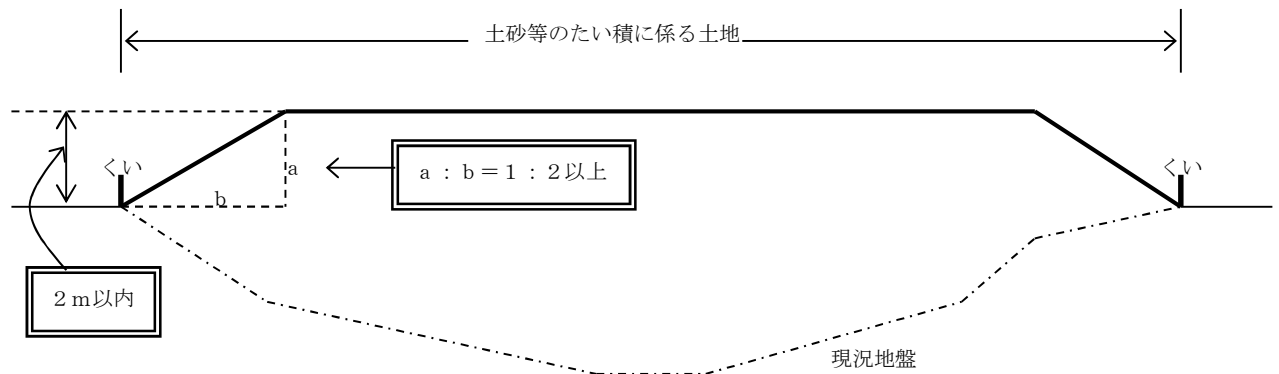 土砂等のたい積に係る土地
くい
くい
a
a：b＝１：２以上
b
２ｍ以内
現況地盤